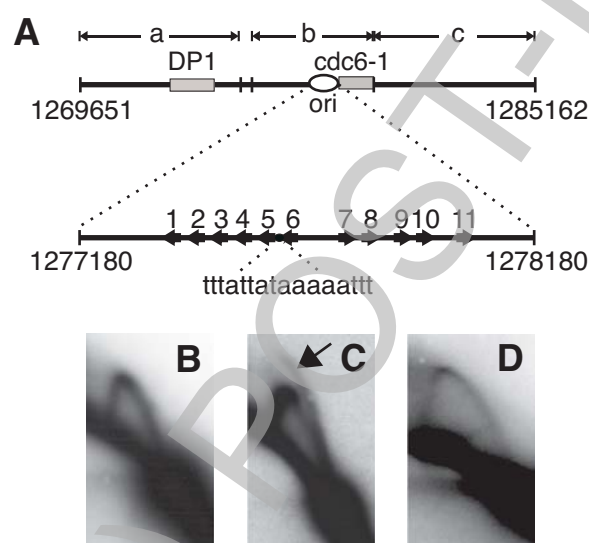 A
a b c
DP1 cdc6-1
ori
1269651 1285162
1 2 3 4 5 6 7 8 9 10 11
1277180 1278180
tttattataaaaattt
B C D
POST-